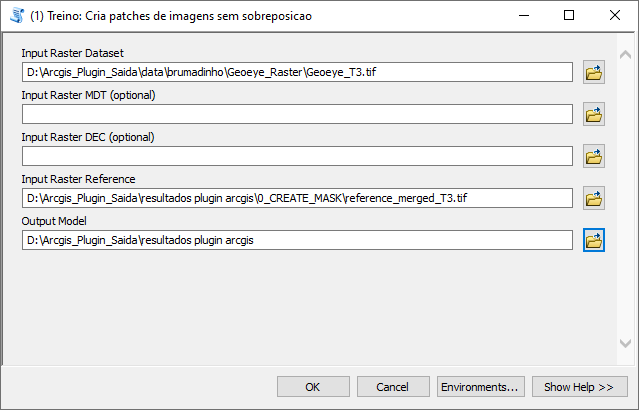 (1) Treino: Cria patches de imagens sem sobreposicao
Input Raster Dataset
D:\Arcgis_Plugin_Saida\data\brumadinho\Geoeye_Raster\Geoeye_T3.tif
Input Raster MDT (optional)
Input Raster DEC (optional)
Input Raster Reference
D:\Arcgis_Plugin_Saida\resultados plugin arcgis\0_CREATE_MASK\reference_merged_T3.tif
Output Model
D:\Arcgis_Plugin_Saida\resultados plugin arcgis
OK Cancel Environments... Show Help >>